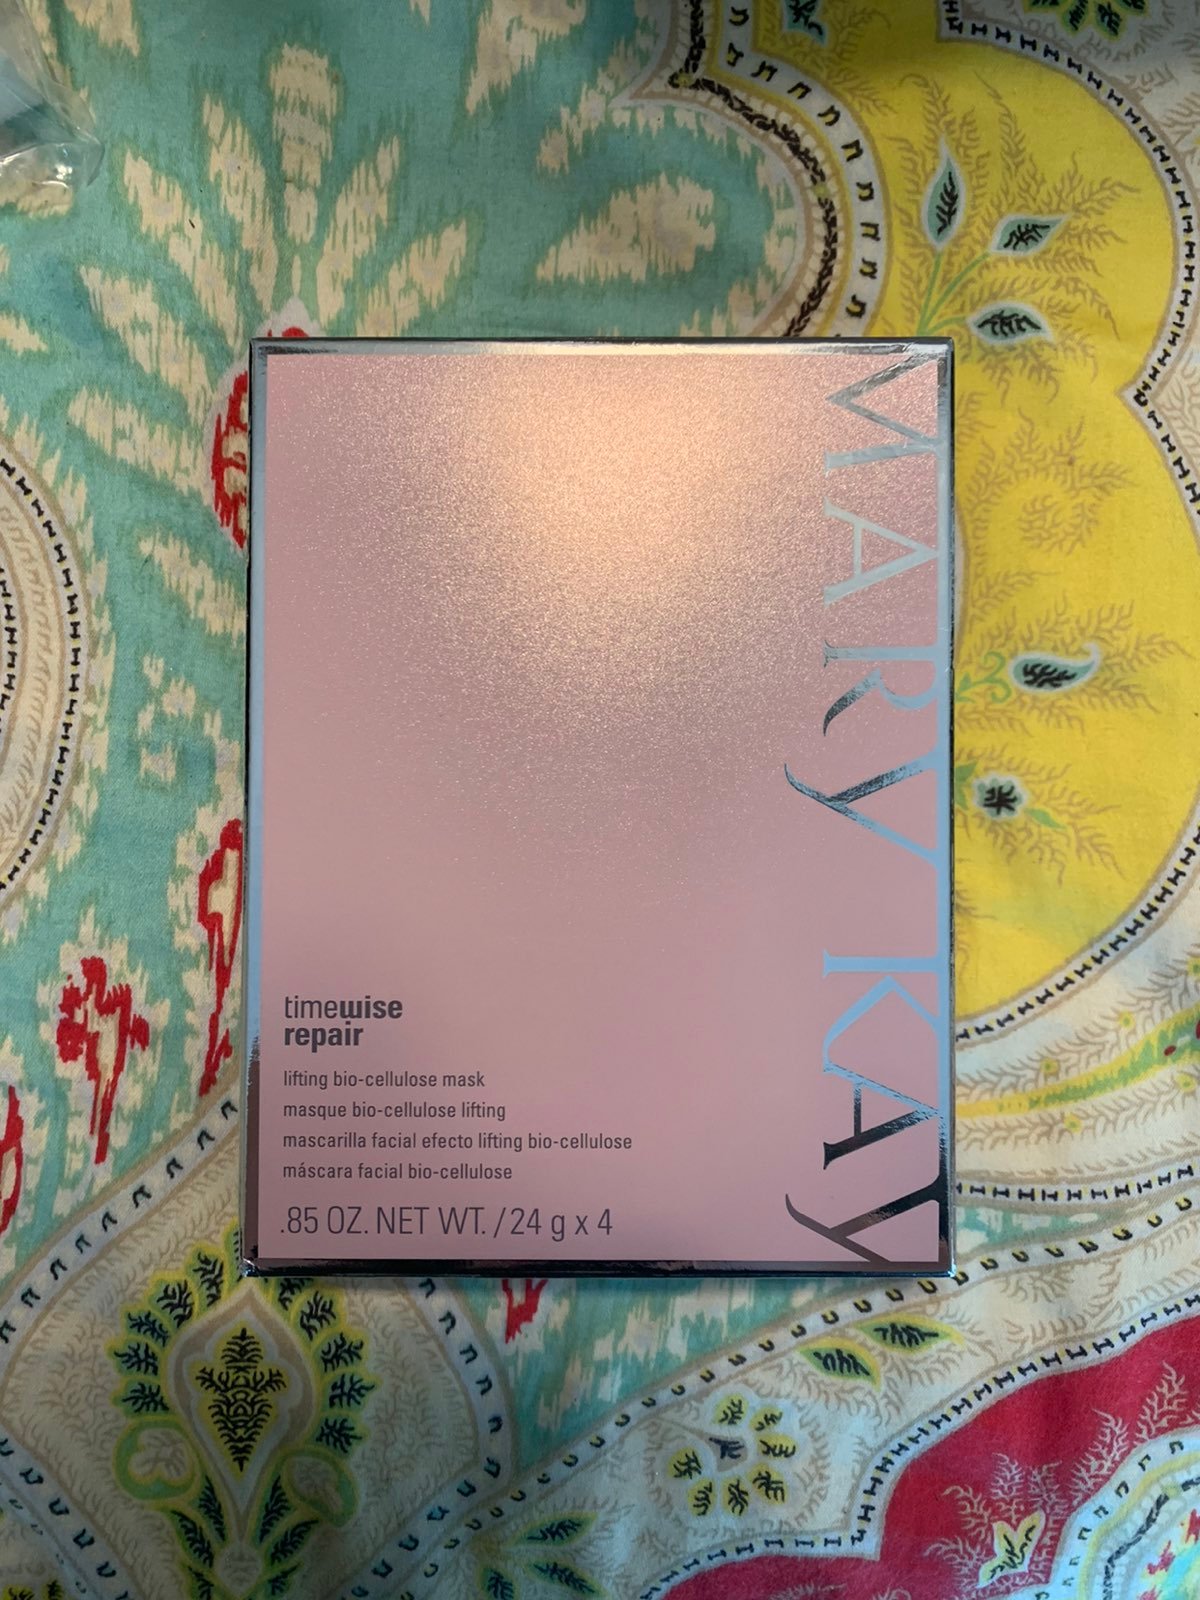 MARY KAY
timewise
repair
lifting bio-cellulose mask
masque bio-cellulose lifting
mascarilla facial efecto lifting bio-cellulose
máscara facial bio-cellulose
.85 OZ. NET WT. / 24 g x 4